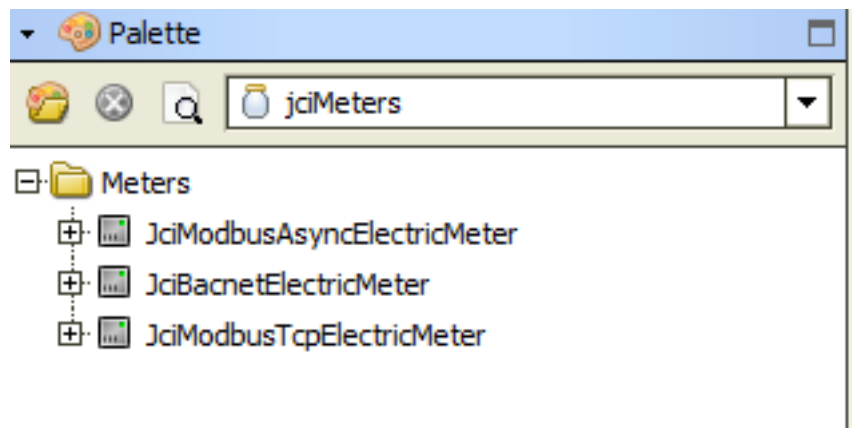 Palette
jciMeters
Meters
JciModbusAsyncElectricMeter
JciBacnetElectricMeter
JciModbusTcpElectricMeter